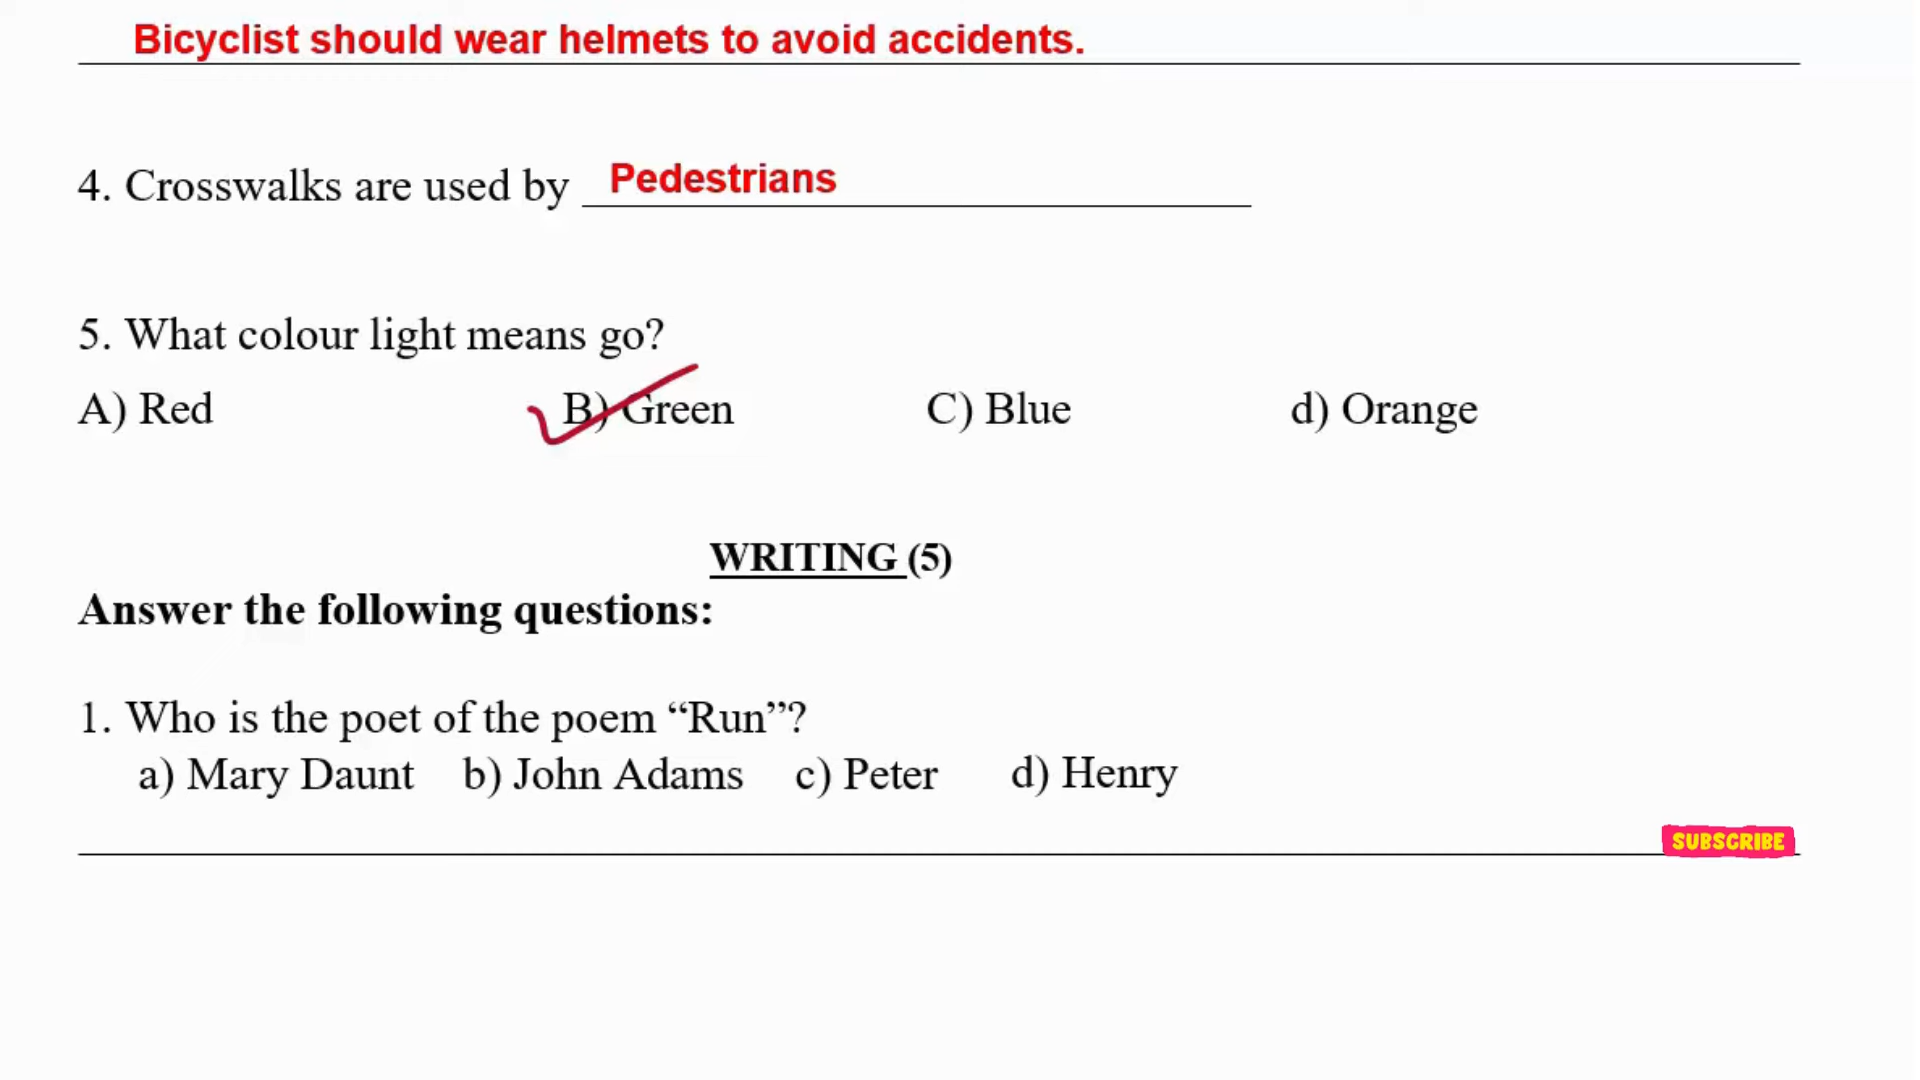 Bicyclist should wear helmets to avoid accidents.
4. Crosswalks are used by Pedestrians
5. What colour light means go?
A) Red B) Green C) Blue d) Orange
WRITING (5)
Answer the following questions:
1. Who is the poet of the poem “Run”?
a) Mary Daunt b) John Adams c) Peter d) Henry
SUBSCRIBE